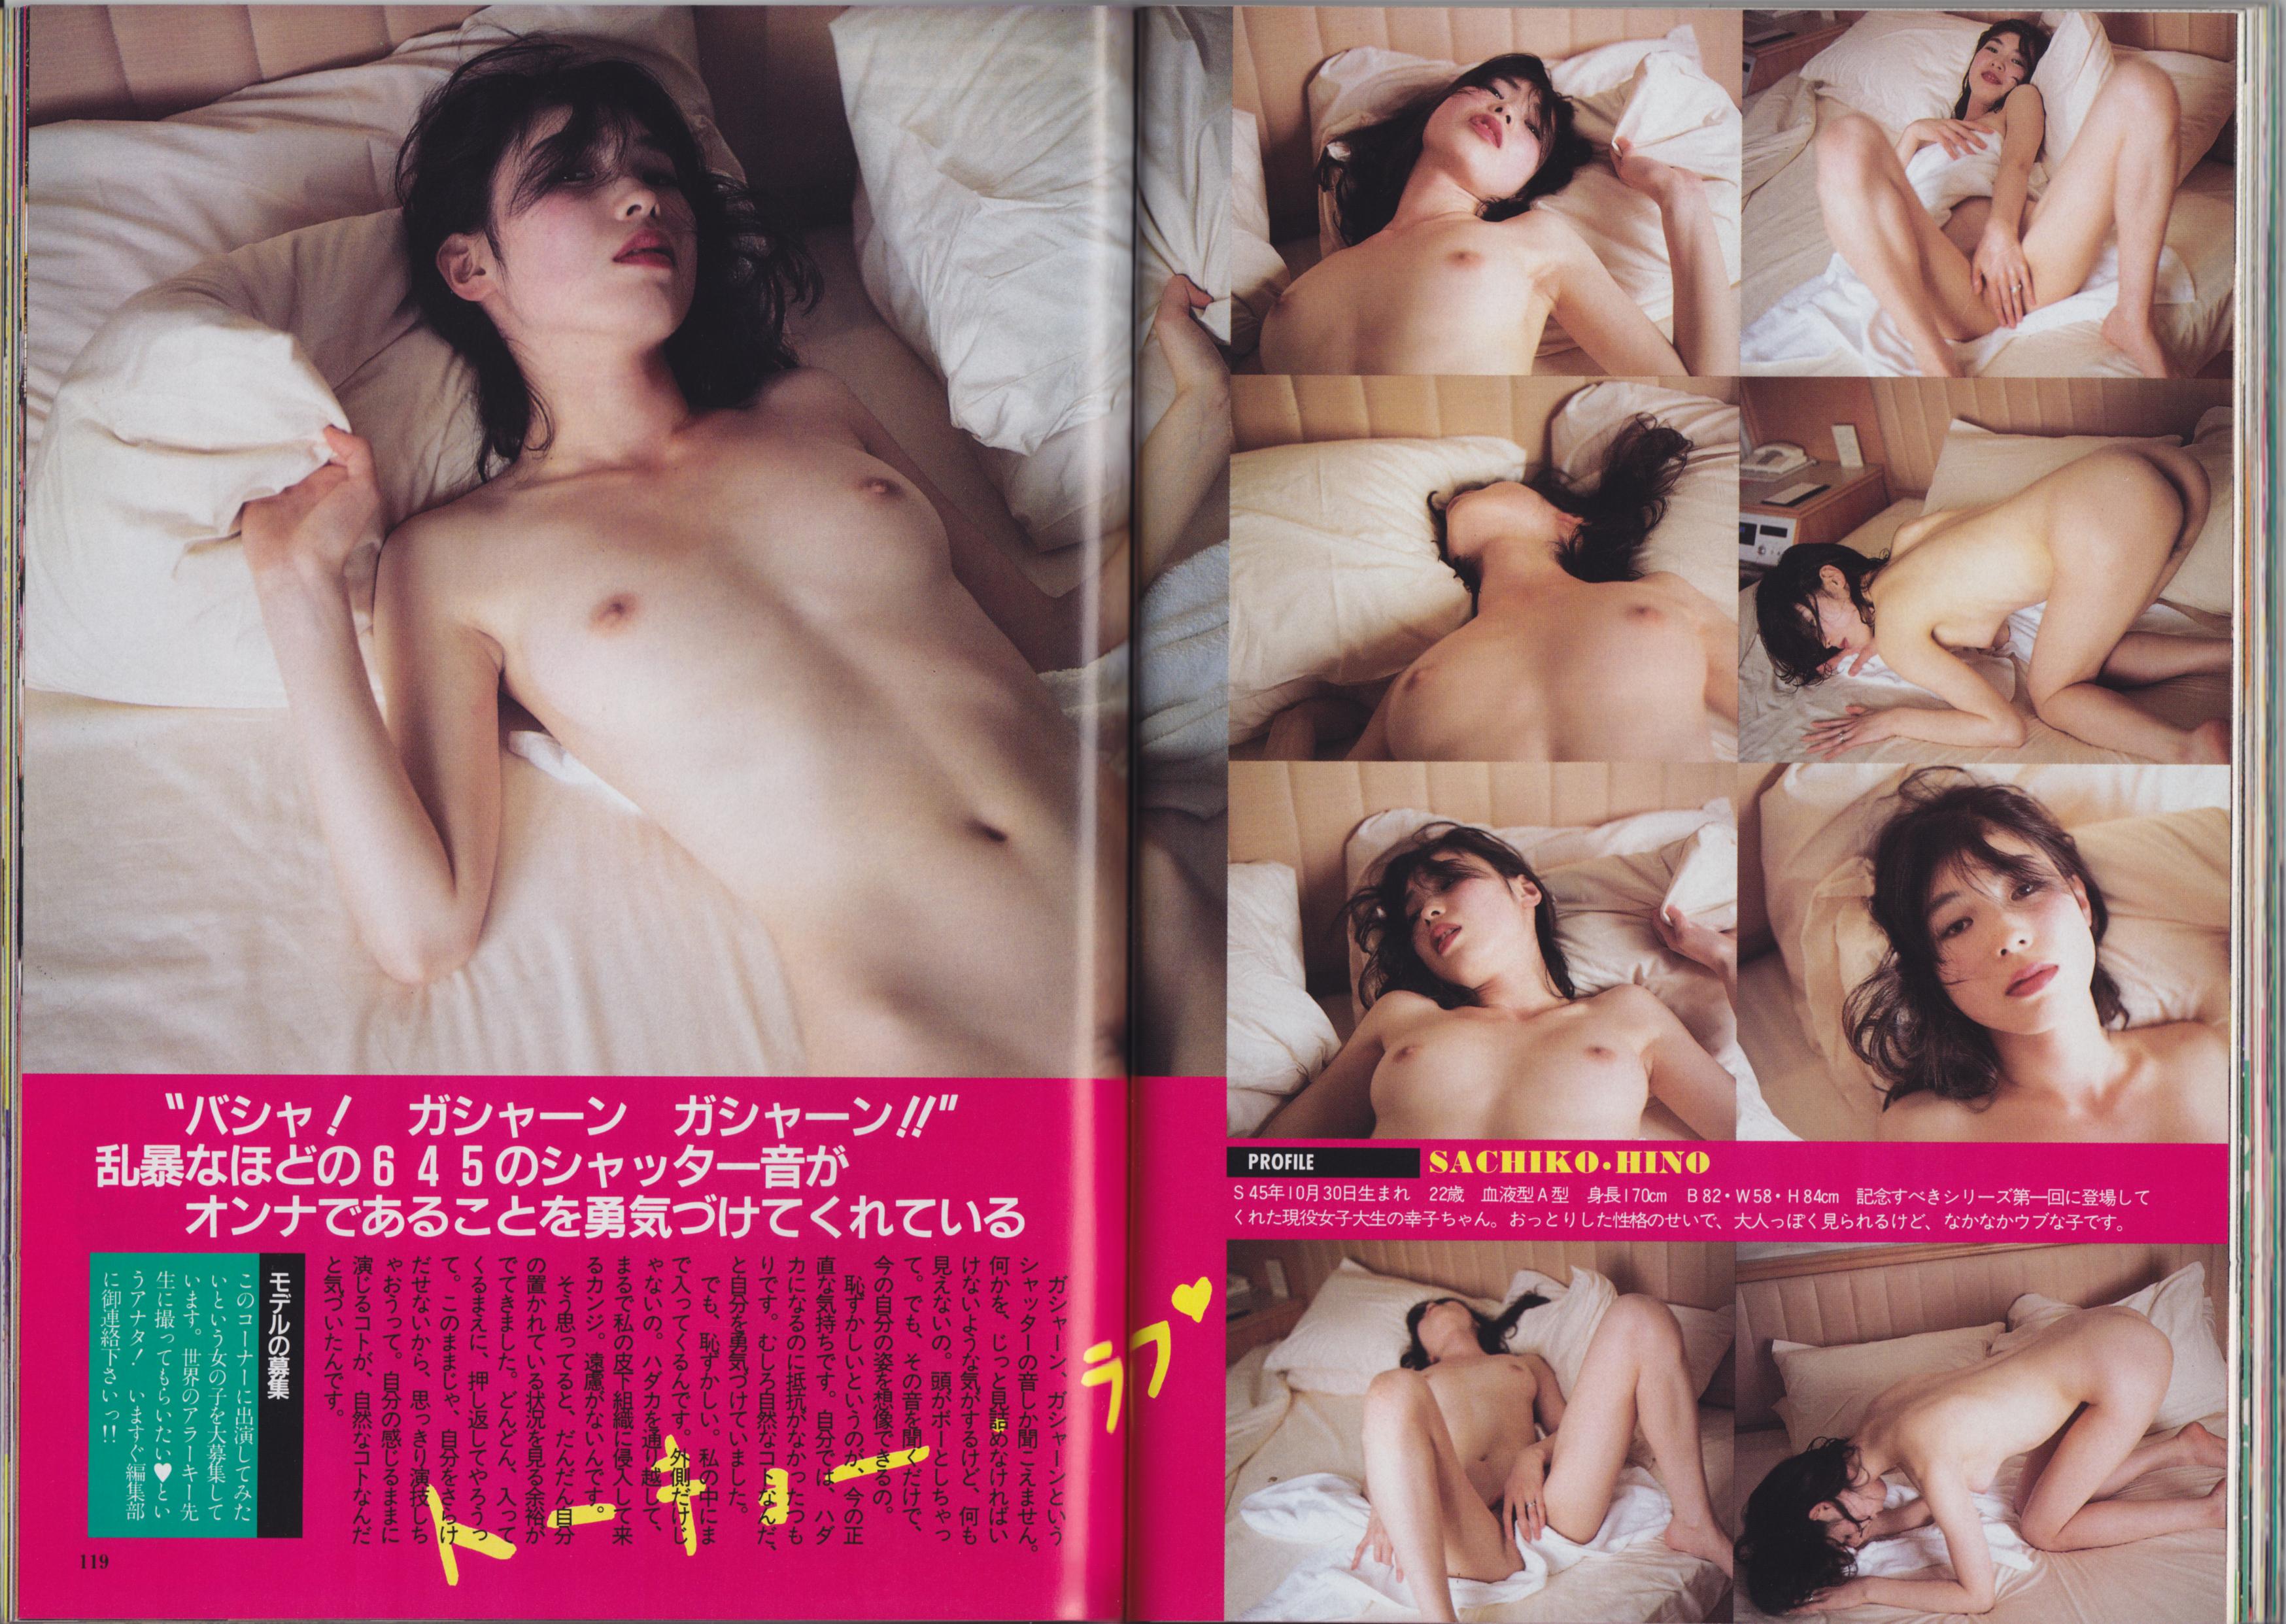 "バシャ！　ガシャーン　ガシャーン!!"
乱暴なほどの６４５のシャッター音が
オンナであることを勇気づけてくれている
ガシャーン、ガシャーンという
シャッターの音しか聞こえません。
何かを、じっと見詰めなければい
けないような気がするけど、何も
見えないの。頭がボーとしちゃっ
て。でも、その音を聞くだけで、
今の自分の姿を想像できるの。
恥ずかしいというのが、今の正
直な気持ちです。自分では、ハダ
カになるのに抵抗がなかったつも
りです。むしろ自然なコトなんだ、
と自分を勇気づけていました。
でも、恥ずかしい。私の中にま
で入ってくるんです。外側だけじ
ゃないの。ハダカを通り越して、
まるで私の皮下組織に侵入して来
るカンジ。遠慮がないんです。
そう思ってると、だんだん自分
の置かれている状況を見る余裕が
でてきました。どんどん、入って
くるまえに、押し返してやろうっ
て。このままじゃ、自分をさらけ
だせないから、思っきり演技しち
ゃおうって。自分の感じるままに
演じるコトが、自然なコトなんだ
と気づいたんです。
モデルの募集
このコーナーに出演してみた
いという女の子を大募集して
います。世界のアラーキー先
生に撮ってもらいたい♥とい
うアナタ！　いますぐ編集部
に御連絡下さいっ!!
トーキョー
ラブ♥
119
PROFILE
SACHIKO・HINO
Ｓ45年10月30日生まれ　22歳　血液型Ａ型　身長170cm　Ｂ82・Ｗ58・Ｈ84cm　記念すべきシリーズ第一回に登場して
くれた現役女子大生の幸子ちゃん。おっとりした性格のせいで、大人っぽく見られるけど、なかなかウブな子です。